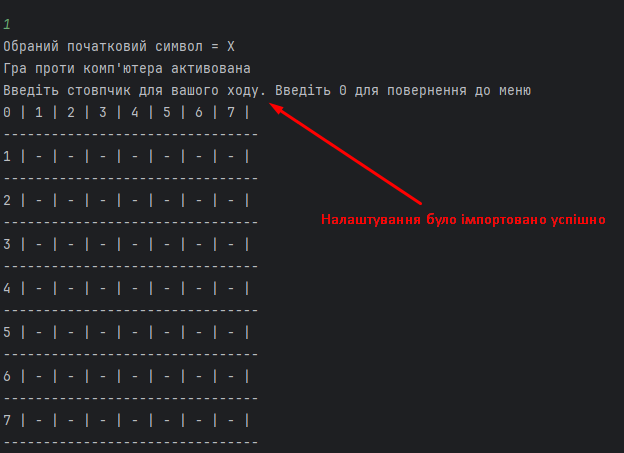 1
Обраний початковий символ = X
Гра проти комп'ютера активована
Введіть стовпчик для вашого ходу. Введіть 0 для повернення до меню
0 | 1 | 2 | 3 | 4 | 5 | 6 | 7 |
--------------------------------
1 | - | - | - | - | - | - | - |
--------------------------------
2 | - | - | - | - | - | - | - |
--------------------------------
Налаштування було імпортовано успішно
3 | - | - | - | - | - | - | - |
--------------------------------
4 | - | - | - | - | - | - | - |
--------------------------------
5 | - | - | - | - | - | - | - |
--------------------------------
6 | - | - | - | - | - | - | - |
--------------------------------
7 | - | - | - | - | - | - | - |
--------------------------------